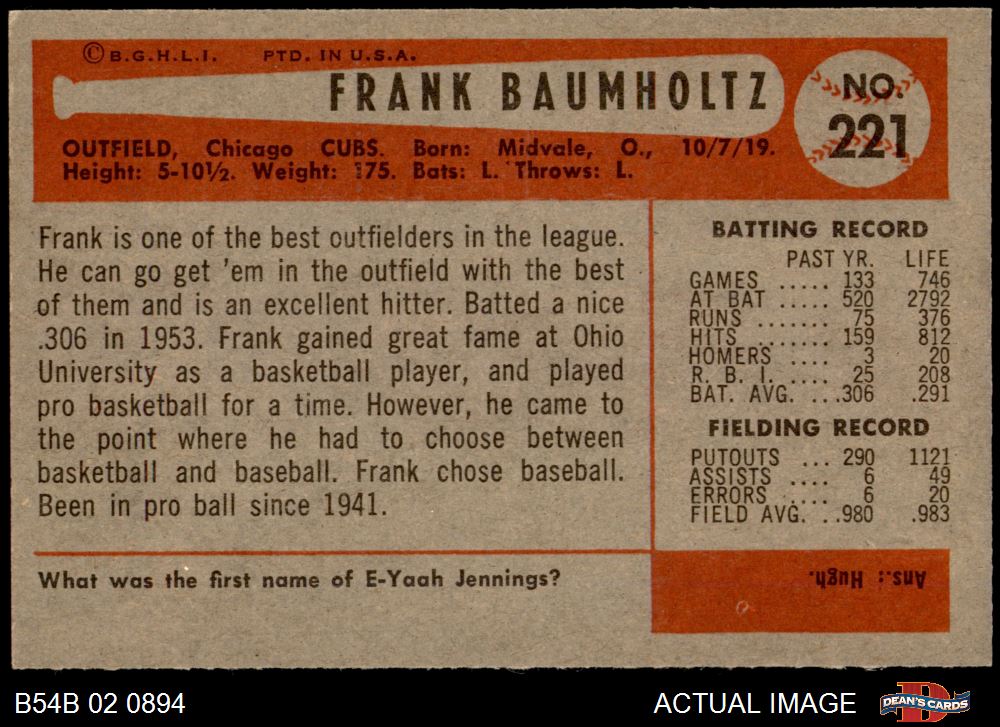 © B.G.H.L.I. PTD. IN U.S.A.
FRANK BAUMHOLTZ
NO.
221
OUTFIELD, Chicago CUBS. Born: Midvale, O., 10/7/19.
Height: 5-10½. Weight: 175. Bats: L. Throws: L.
Frank is one of the best outfielders in the league.
He can go get 'em in the outfield with the best
of them and is an excellent hitter. Batted a nice
.306 in 1953. Frank gained great fame at Ohio
University as a basketball player, and played
pro basketball for a time. However, he came to
the point where he had to choose between
basketball and baseball. Frank chose baseball.
Been in pro ball since 1941.
BATTING RECORD
PAST YR. LIFE
GAMES ..... 133 746
AT BAT ..... 520 2792
RUNS ....... 75 376
HITS ....... 159 812
HOMERS .... 3 20
R. B. I. .... 25 208
BAT. AVG. ...306 .291
FIELDING RECORD
PUTOUTS ... 290 1121
ASSISTS .... 6 49
ERRORS .... 6 20
FIELD AVG. ..980 .983
What was the first name of E-Yaah Jennings?
Ans.: Hugh.
B54B 02 0894
ACTUAL IMAGE
DEAN'S CARDS